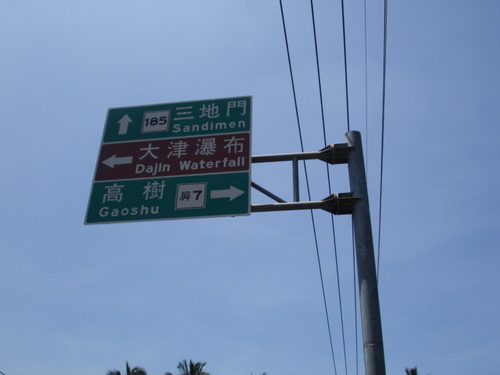 185 三地門
Sandimen
大津瀑布
Dajin Waterfall
高樹 屏7
Gaoshu